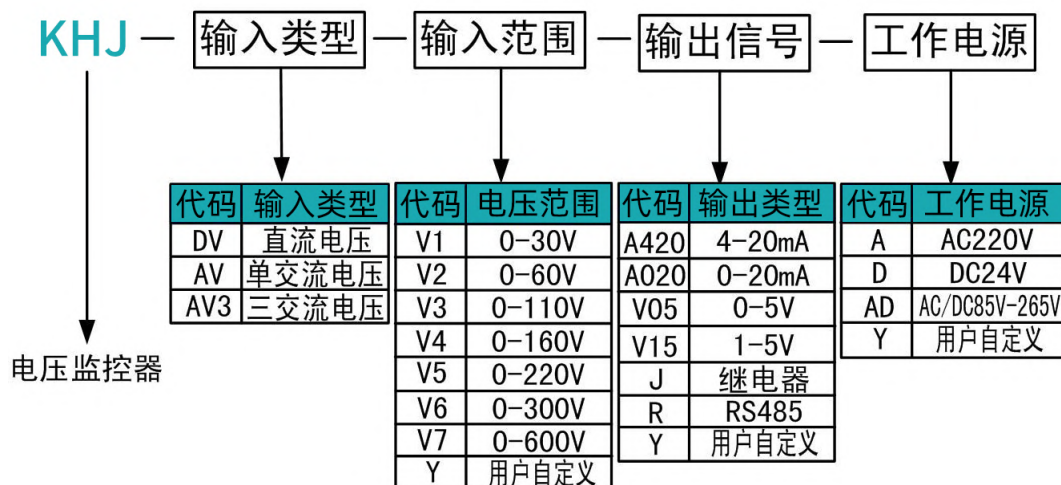 KHJ — 输入类型 — 输入范围 — 输出信号 — 工作电源
电压监控器
代码 输入类型
DV 直流电压
AV 单交流电压
AV3 三交流电压
代码 电压范围
V1 0-30V
V2 0-60V
V3 0-110V
V4 0-160V
V5 0-220V
V6 0-300V
V7 0-600V
Y 用户自定义
代码 输出类型
A420 4-20mA
A020 0-20mA
V05 0-5V
V15 1-5V
J 继电器
R RS485
Y 用户自定义
代码 工作电源
A AC220V
D DC24V
AD AC/DC85V-265V
Y 用户自定义